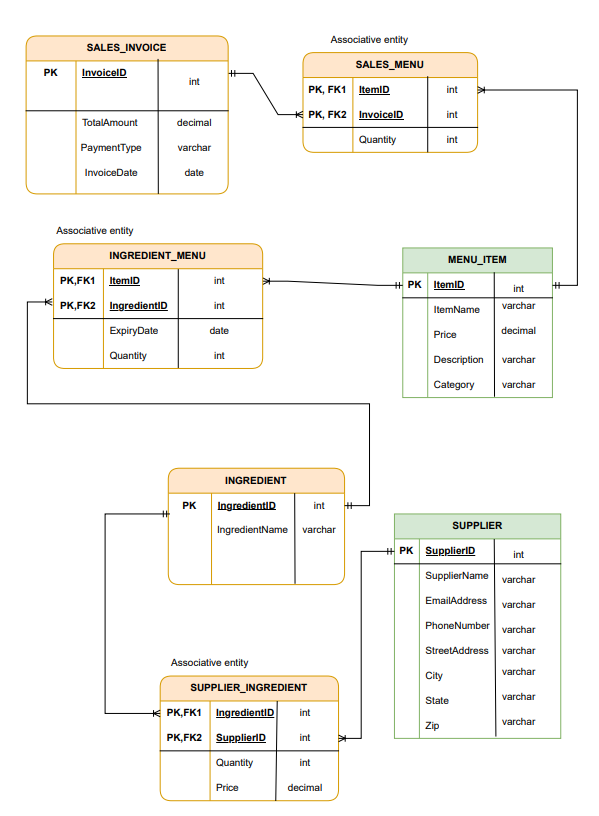 Associative entity
SALES_INVOICE
PK InvoiceID int
TotalAmount decimal
PaymentType varchar
InvoiceDate date
SALES_MENU
PK, FK1 ItemID int
PK, FK2 InvoiceID int
Quantity int
Associative entity
INGREDIENT_MENU
PK,FK1 ItemID int
PK,FK2 IngredientID int
ExpiryDate date
Quantity int
MENU_ITEM
PK ItemID int
ItemName varchar
Price decimal
Description varchar
Category varchar
INGREDIENT
PK IngredientID int
IngredientName varchar
SUPPLIER
PK SupplierID int
SupplierName varchar
EmailAddress varchar
PhoneNumber varchar
StreetAddress varchar
City varchar
State varchar
Zip varchar
Associative entity
SUPPLIER_INGREDIENT
PK,FK1 IngredientID int
PK,FK2 SupplierID int
Quantity int
Price decimal